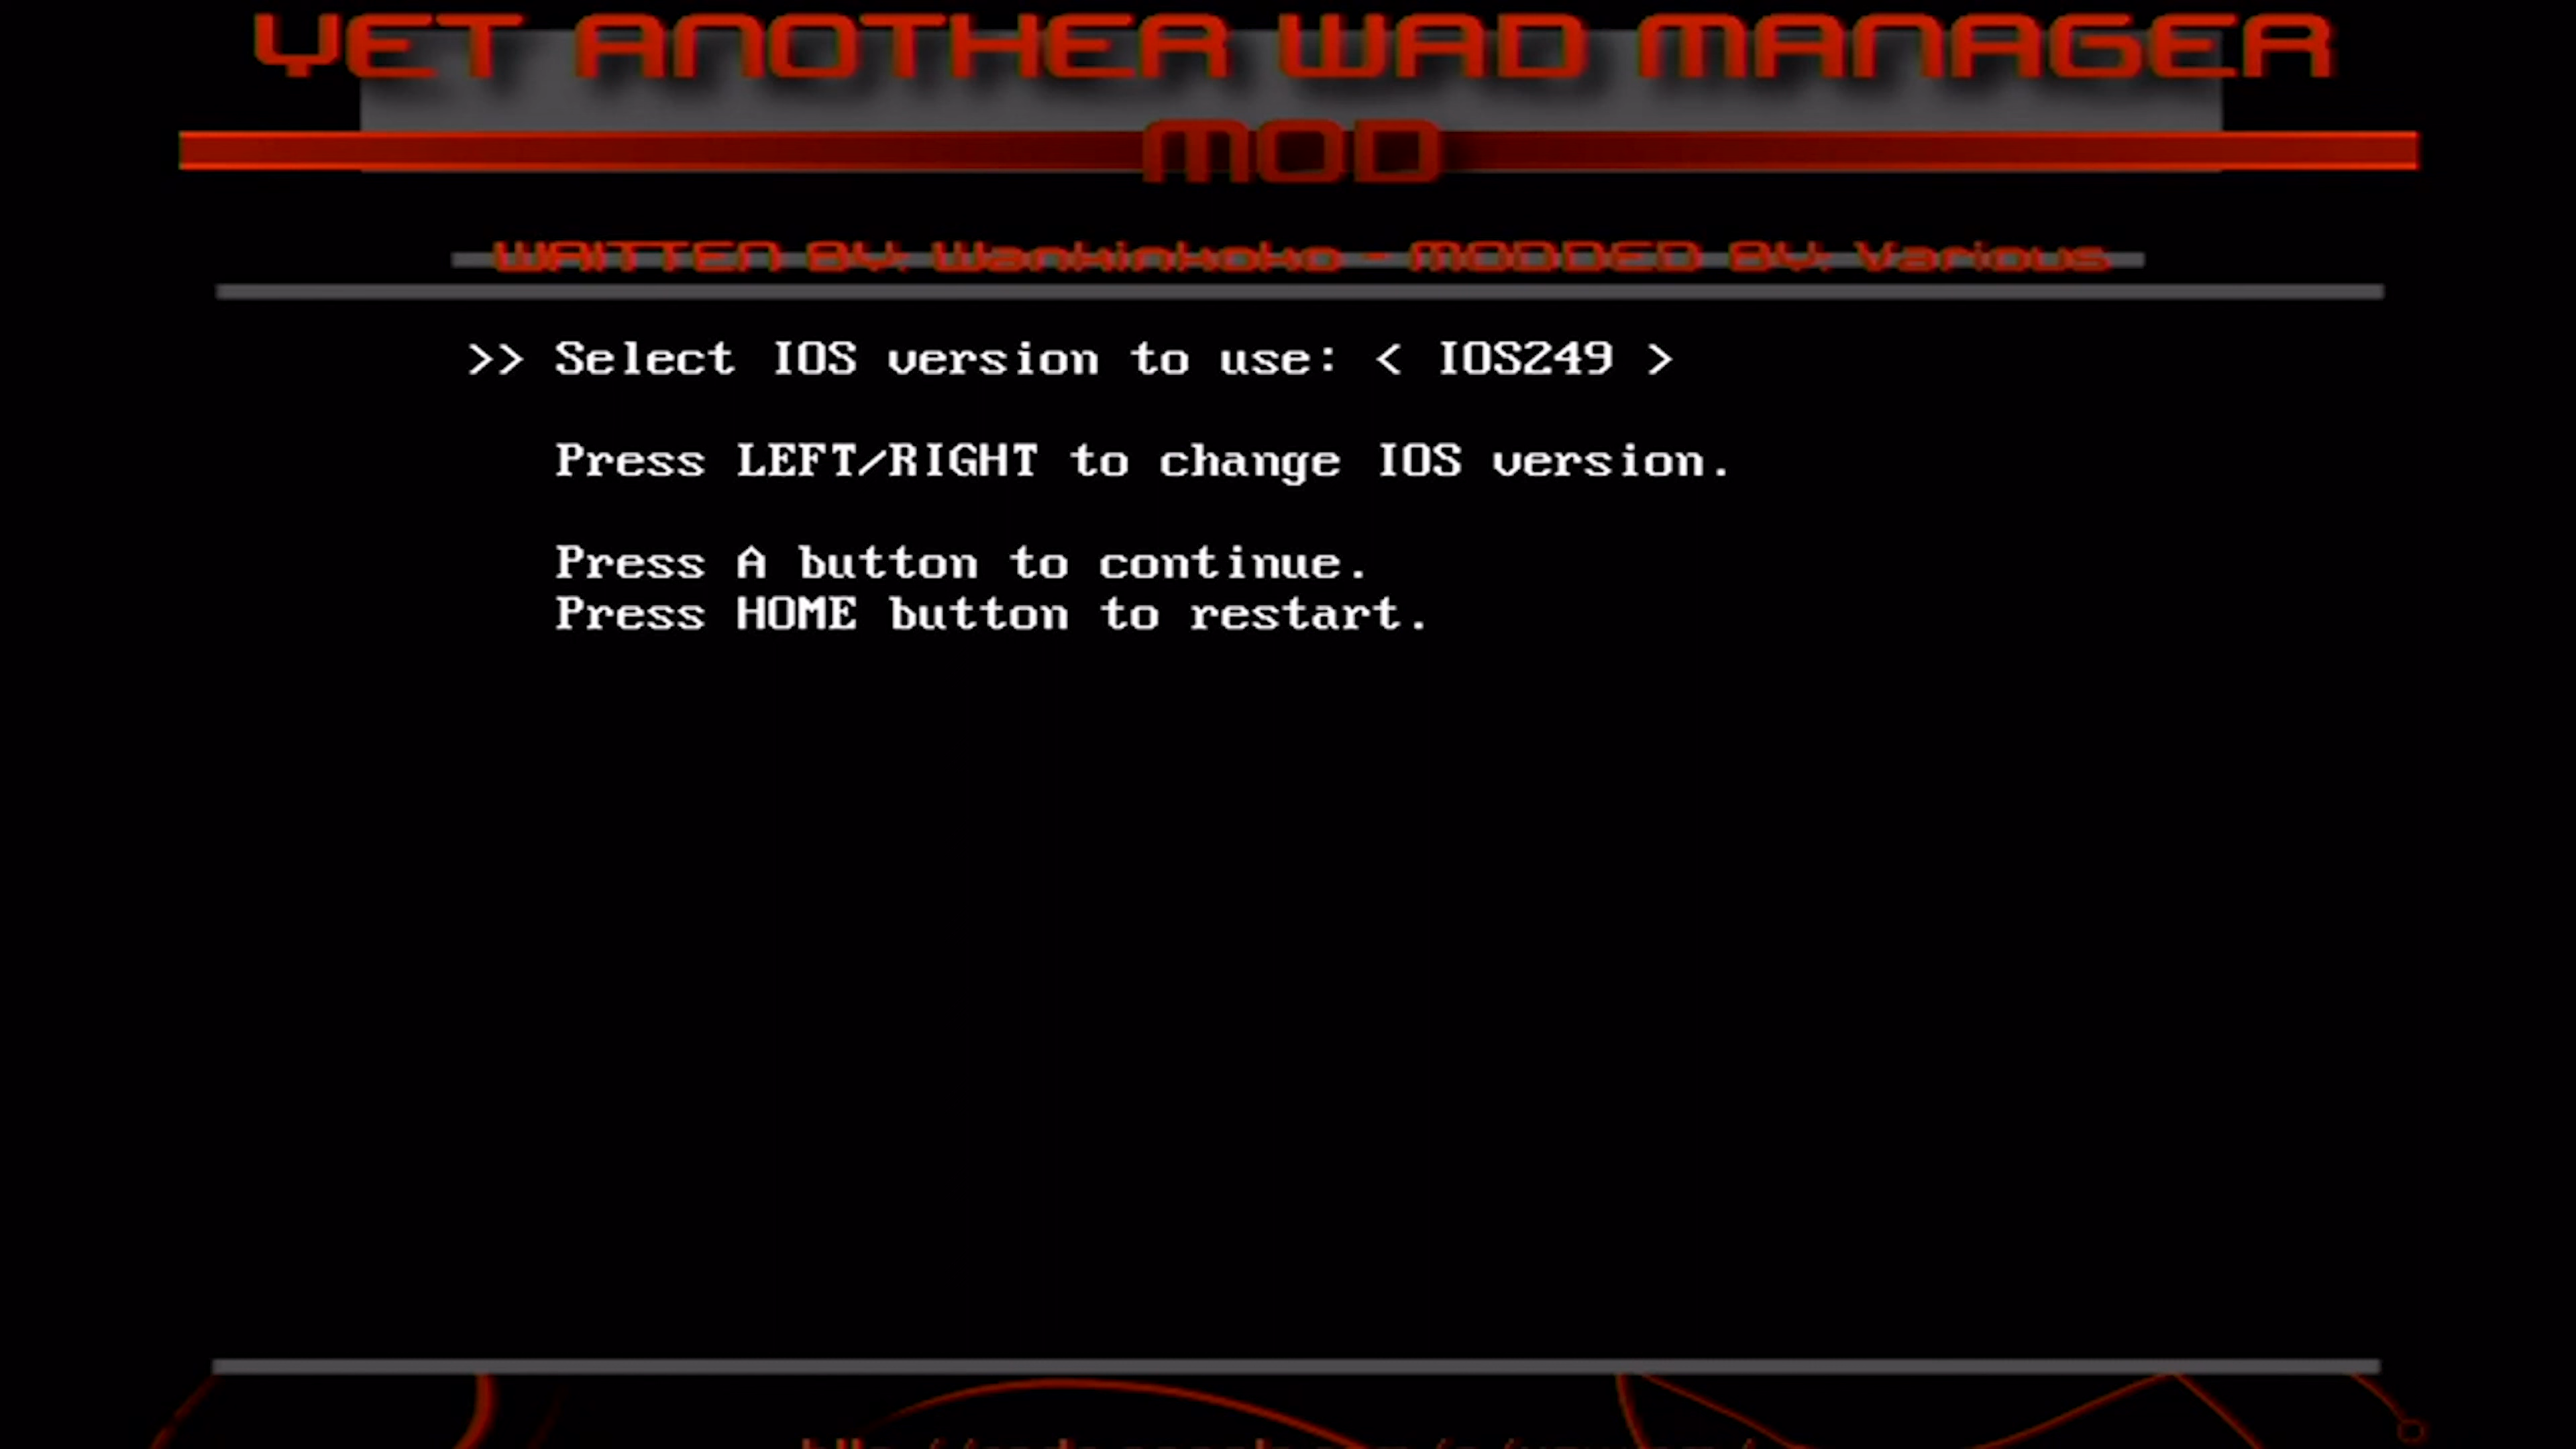 YET ANOTHER WAD MANAGER
MOD
WRITTEN BY: Wankinkoko - MODDED BY: Various
>> Select IOS version to use: < IOS249 >
Press LEFT/RIGHT to change IOS version.
Press A button to continue.
Press HOME button to restart.